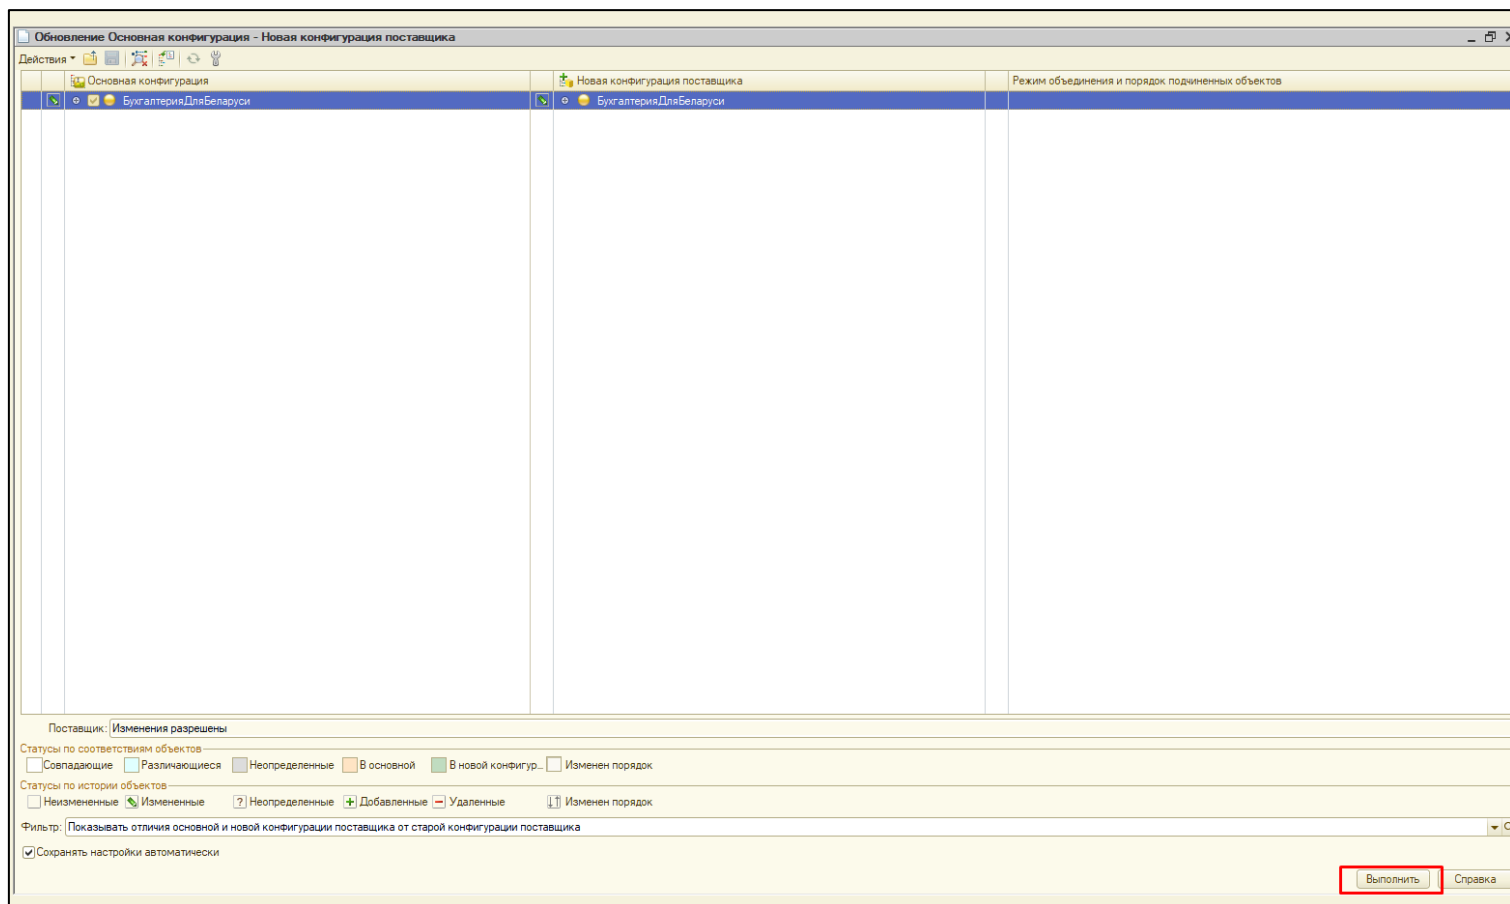 Обновление Основная конфигурация - Новая конфигурация поставщика
Действия
Основная конфигурация Новая конфигурация поставщика Режим объединения и порядок подчиненных объектов
БухгалтерияДляБеларуси БухгалтерияДляБеларуси
Поставщик: Изменения разрешены
Статусы по соответствиям объектов
Совпадающие Различающиеся Неопределенные В основной В новой конфигур... Изменен порядок
Статусы по истории объектов
Неизмененные Измененные ? Неопределенные Добавленные Удаленные Изменен порядок
Фильтр: Показывать отличия основной и новой конфигурации поставщика от старой конфигурации поставщика
Сохранять настройки автоматически
Выполнить Справка